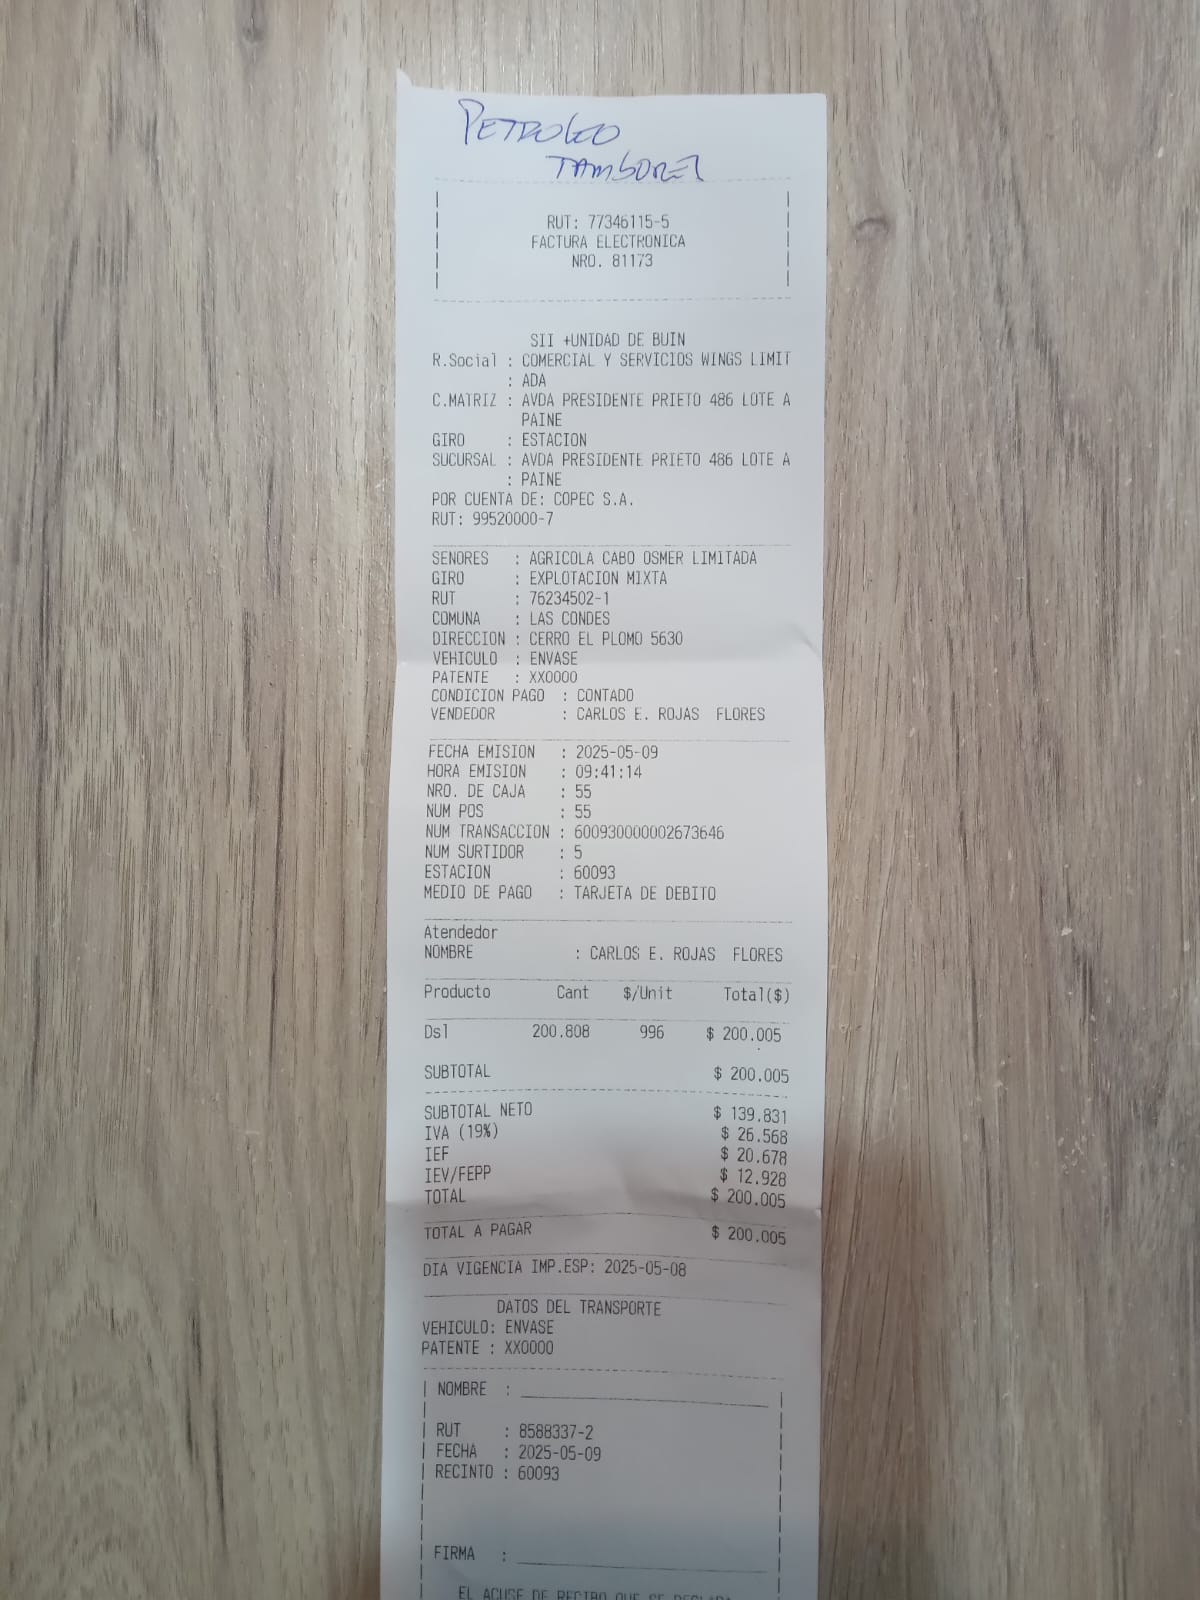 PETROLEO
TAMBORES
RUT: 77346115-5
FACTURA ELECTRONICA
NRO. 81173
SII +UNIDAD DE BUIN
R.Social : COMERCIAL Y SERVICIOS WINGS LIMIT
: ADA
C.MATRIZ : AVDA PRESIDENTE PRIETO 486 LOTE A
PAINE
GIRO : ESTACION
SUCURSAL : AVDA PRESIDENTE PRIETO 486 LOTE A
: PAINE
POR CUENTA DE: COPEC S.A.
RUT: 99520000-7
SENORES : AGRICOLA CABO OSMER LIMITADA
GIRO : EXPLOTACION MIXTA
RUT : 76234502-1
COMUNA : LAS CONDES
DIRECCION : CERRO EL PLOMO 5630
VEHICULO : ENVASE
PATENTE : XX0000
CONDICION PAGO : CONTADO
VENDEDOR : CARLOS E. ROJAS FLORES
FECHA EMISION : 2025-05-09
HORA EMISION : 09:41:14
NRO. DE CAJA : 55
NUM POS : 55
NUM TRANSACCION : 600930000002673646
NUM SURTIDOR : 5
ESTACION : 60093
MEDIO DE PAGO : TARJETA DE DEBITO
Atendedor
NOMBRE : CARLOS E. ROJAS FLORES
Producto Cant $/Unit Total($)
Dsl 200.808 996 $ 200.005
SUBTOTAL $ 200.005
SUBTOTAL NETO $ 139.831
IVA (19%) $ 26.568
IEF $ 20.678
IEV/FEPP $ 12.928
TOTAL $ 200.005
TOTAL A PAGAR $ 200.005
DIA VIGENCIA IMP.ESP: 2025-05-08
DATOS DEL TRANSPORTE
VEHICULO: ENVASE
PATENTE : XX0000
NOMBRE :
RUT : 8588337-2
FECHA : 2025-05-09
RECINTO : 60093
FIRMA :
EL ACUSE DE RECIBO QUE SE DECLARA